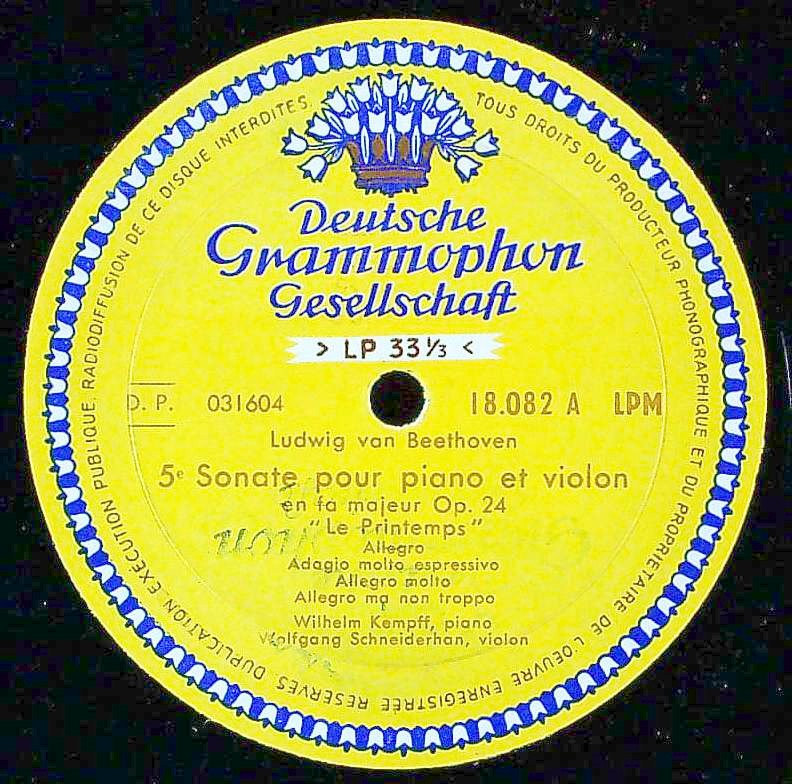 TOUS DROITS DU PRODUCTEUR PHONOGRAPHIQUE ET DU PROPRIETAIRE DE L'OEUVRE ENREGISTRÉE RESERVES DUPLICATION EXECUTION PUBLIQUE, RADIODIFFUSION DE CE DISQUE INTERDITES.
Deutsche
Grammophon
Gesellschaft
> LP 33⅓ <
D. P. 031604 18.082 A LPM
Ludwig van Beethoven
5e Sonate pour piano et violon
en fa majeur Op. 24
"Le Printemps"
Allegro
Adagio molto espressivo
Allegro molto
Allegro ma non troppo
Wilhelm Kempff, piano
Wolfgang Schneiderhan, violon